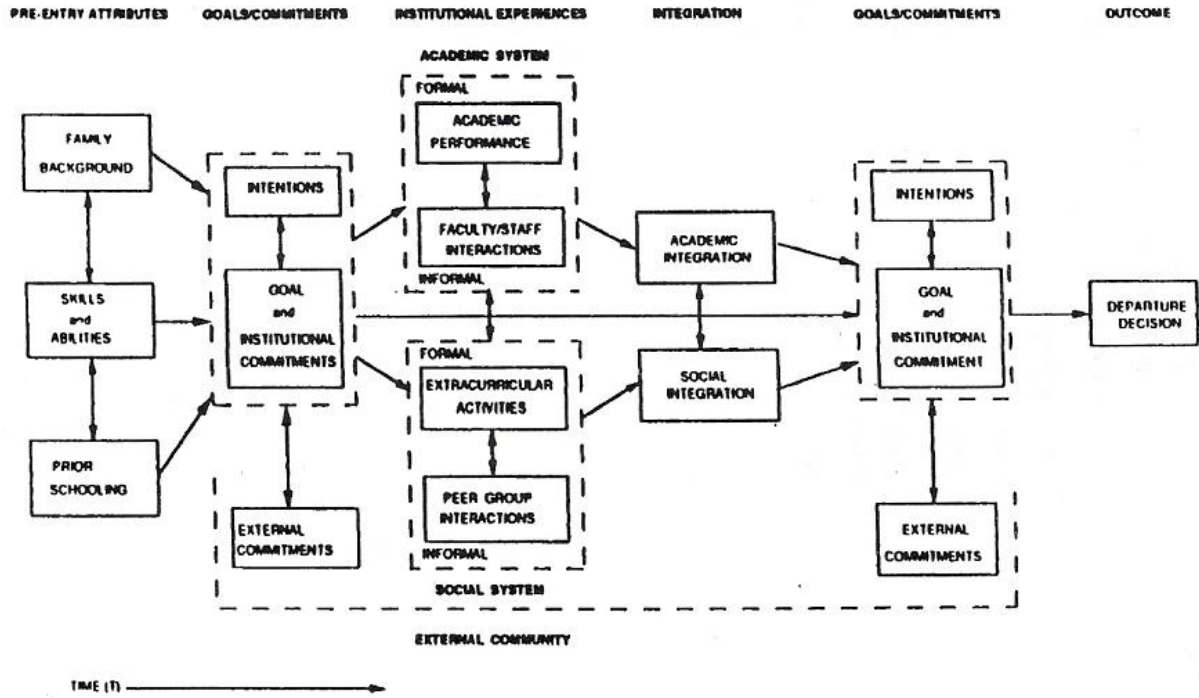 PRE-ENTRY ATTRIBUTES
GOALS/COMMITMENTS
INSTITUTIONAL EXPERIENCES
INTEGRATION
GOALS/COMMITMENTS
OUTCOME
ACADEMIC SYSTEM
FORMAL
ACADEMIC
PERFORMANCE
FACULTY/STAFF
INTERACTIONS
INFORMAL
FAMILY
BACKGROUND
SKILLS
and
ABILITIES
PRIOR
SCHOOLING
INTENTIONS
GOAL
and
INSTITUTIONAL
COMMITMENTS
EXTERNAL
COMMITMENTS
FORMAL
EXTRACURRICULAR
ACTIVITIES
PEER GROUP
INTERACTIONS
INFORMAL
SOCIAL SYSTEM
ACADEMIC
INTEGRATION
SOCIAL
INTEGRATION
INTENTIONS
GOAL
and
INSTITUTIONAL
COMMITMENT
EXTERNAL
COMMITMENTS
DEPARTURE
DECISION
EXTERNAL COMMUNITY
TIME (T)